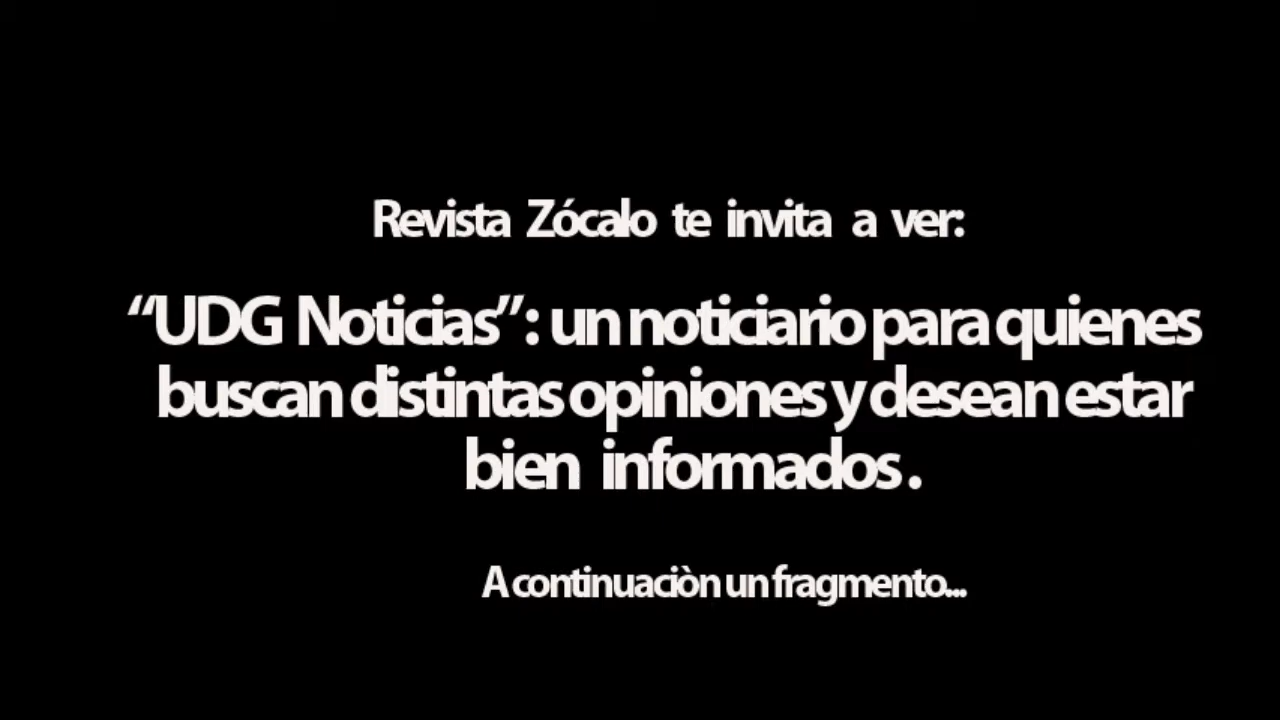 Revista Zócalo te invita a ver:
“UDG Noticias”: un noticiario para quienes
buscan distintas opiniones y desean estar
bien informados.
A continuaciòn un fragmento...